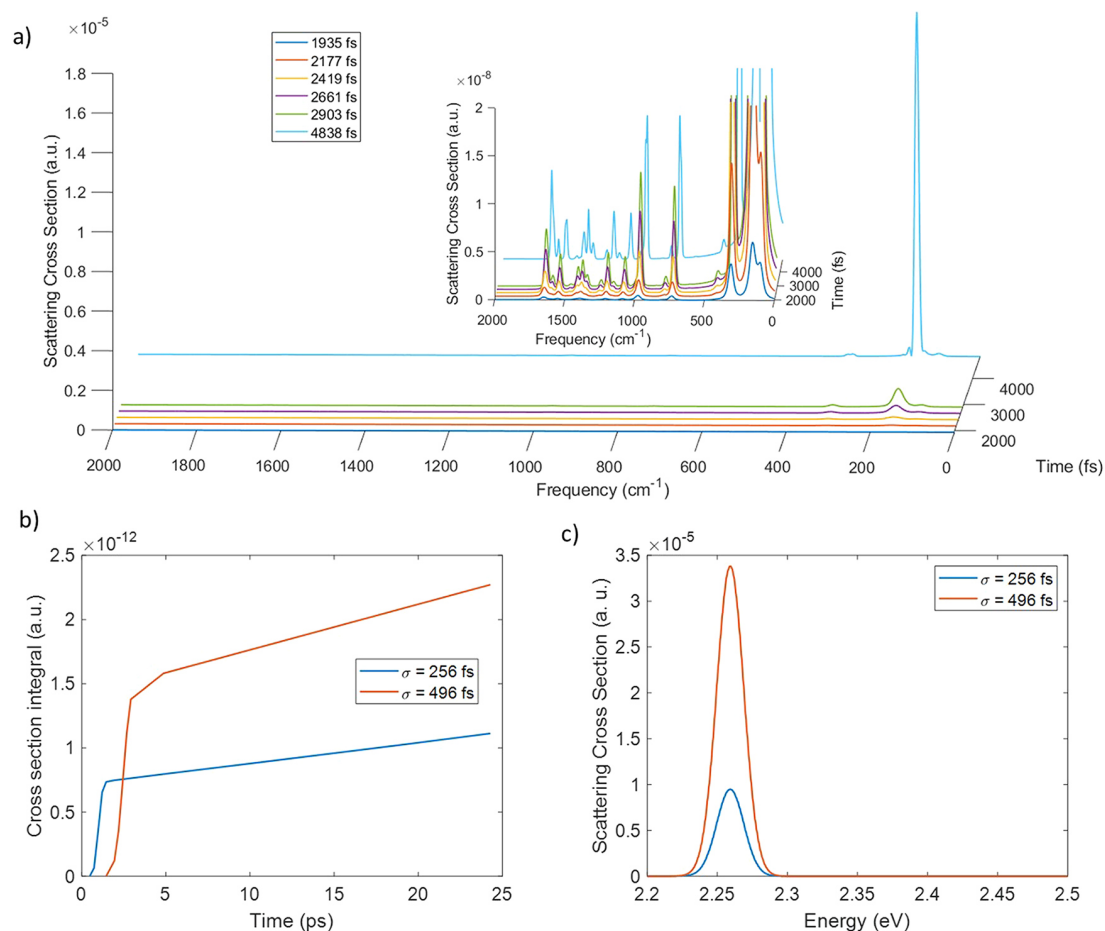 a)
×10-5
1935 fs
2177 fs
2419 fs
2661 fs
2903 fs
4838 fs
Scattering Cross Section (a.u.)
1.8
1.6
1.4
1.2
1
0.8
0.6
0.4
0.2
0
2000 1800 1600 1400 1200 1000 800 600 400 200 0
Frequency (cm-1)
4000
3000
2000
Time (fs)
×10-8
Scattering Cross Section (a.u.)
2
1.5
1
0.5
0
2000 1500 1000 500 0
Frequency (cm-1)
4000
3000
2000
Time (fs)
b)
×10-12
Cross section integral (a.u.)
2.5
2
1.5
1
0.5
0
0 5 10 15 20 25
Time (ps)
σ = 256 fs
σ = 496 fs
c)
×10-5
Scattering Cross Section (a. u.)
3.5
3
2.5
2
1.5
1
0.5
0
2.2 2.25 2.3 2.35 2.4 2.45 2.5
Energy (eV)
σ = 256 fs
σ = 496 fs